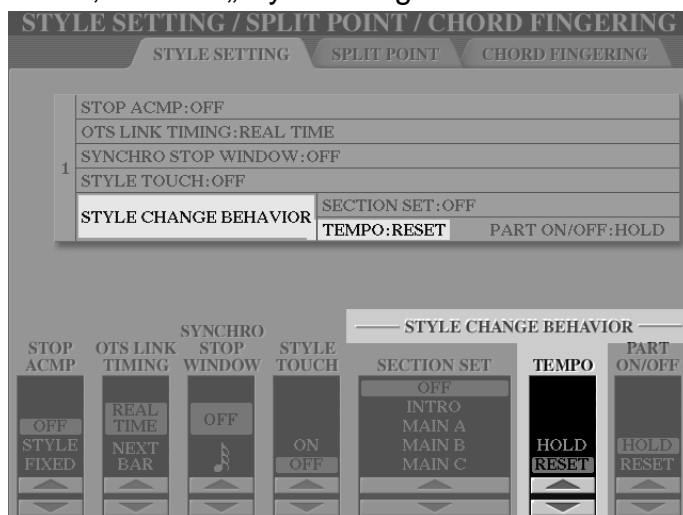 STYLE SETTING / SPLIT POINT / CHORD FINGERING
STYLE SETTING SPLIT POINT CHORD FINGERING
STOP ACMP:OFF
OTS LINK TIMING:REAL TIME
SYNCHRO STOP WINDOW:OFF
1
STYLE TOUCH:OFF
STYLE CHANGE BEHAVIOR
SECTION SET:OFF
TEMPO:RESET PART ON/OFF:HOLD
STYLE CHANGE BEHAVIOR
STOP ACMP
OTS LINK TIMING
SYNCHRO STOP WINDOW
STYLE TOUCH
SECTION SET
TEMPO
PART ON/OFF
OFF
STYLE
FIXED
REAL TIME
NEXT BAR
OFF
ON
OFF
OFF
INTRO
MAIN A
MAIN B
MAIN C
HOLD
RESET
HOLD
RESET